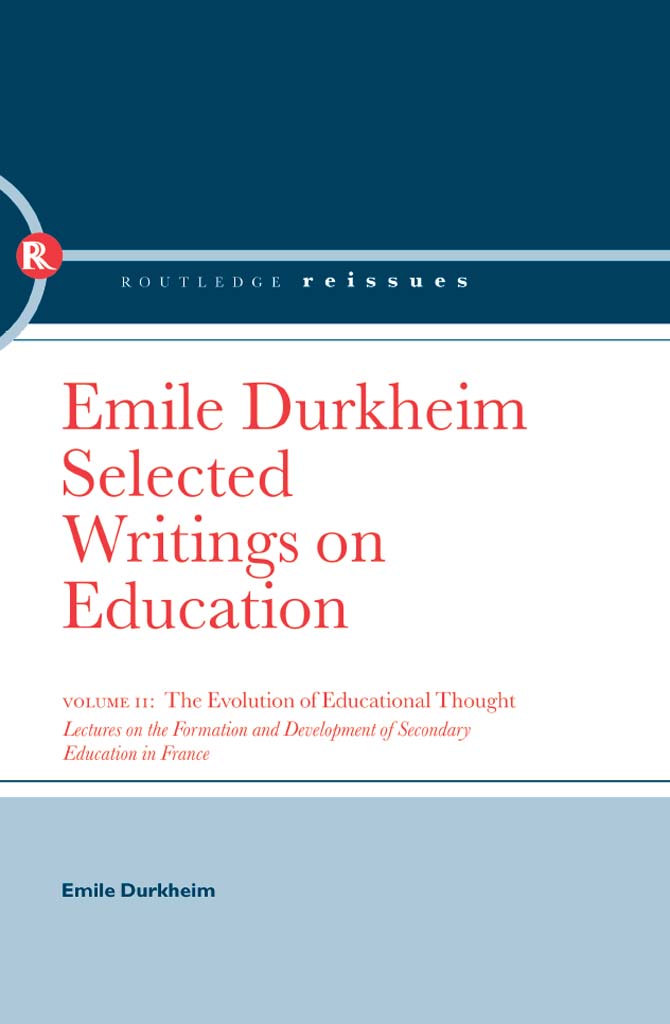 R
ROUTLEDGE reissues
Emile Durkheim
Selected
Writings on
Education
VOLUME II: The Evolution of Educational Thought
Lectures on the Formation and Development of Secondary
Education in France
Emile Durkheim